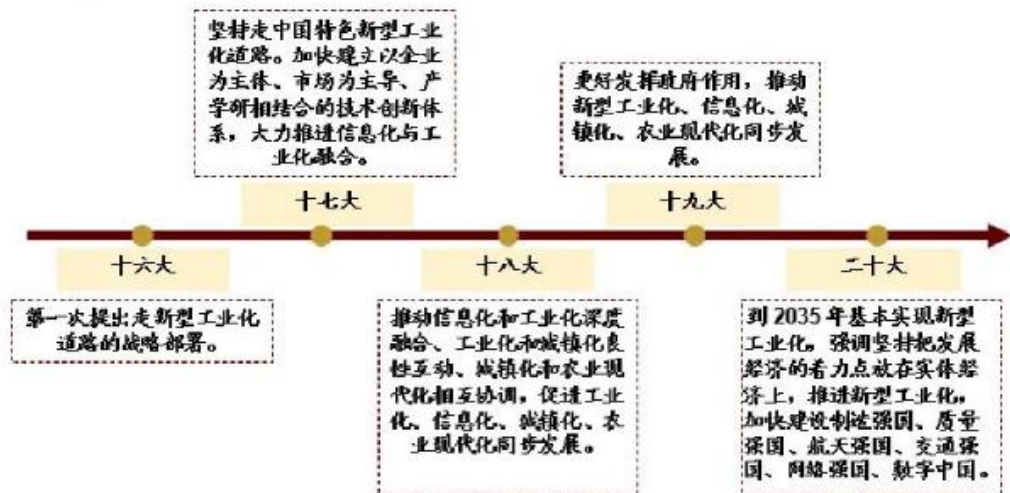 坚持走中国特色新型工业
化道路。加快建立以企业
为主体、市场为主导、产
学研相结合的技术创新体
系，大力推进信息化与工
业化融合。
十七大
更好发挥政府作用，推动
新型工业化、信息化、城
镇化、农业现代化同步发
展。
十九大
十六大
第一次提出走新型工业化
道路的战略部署。
十八大
推动信息化和工业化深度
融合、工业化和城镇化良
性互动、城镇化和农业现
代化相互协调，促进工业
化、信息化、城镇化、农
业现代化同步发展。
二十大
到 2035 年基本实现新型
工业化，强调坚持把发展
经济的着力点放在实体经
济上，推进新型工业化，
加快建设制造强国、质量
强国、航天强国、交通强
国、网络强国、数字中国。